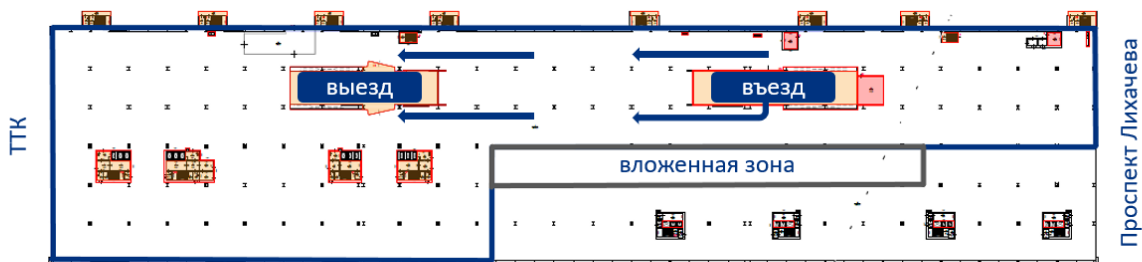 выезд
въезд
ТТК
вложенная зона
Проспект Лихачева